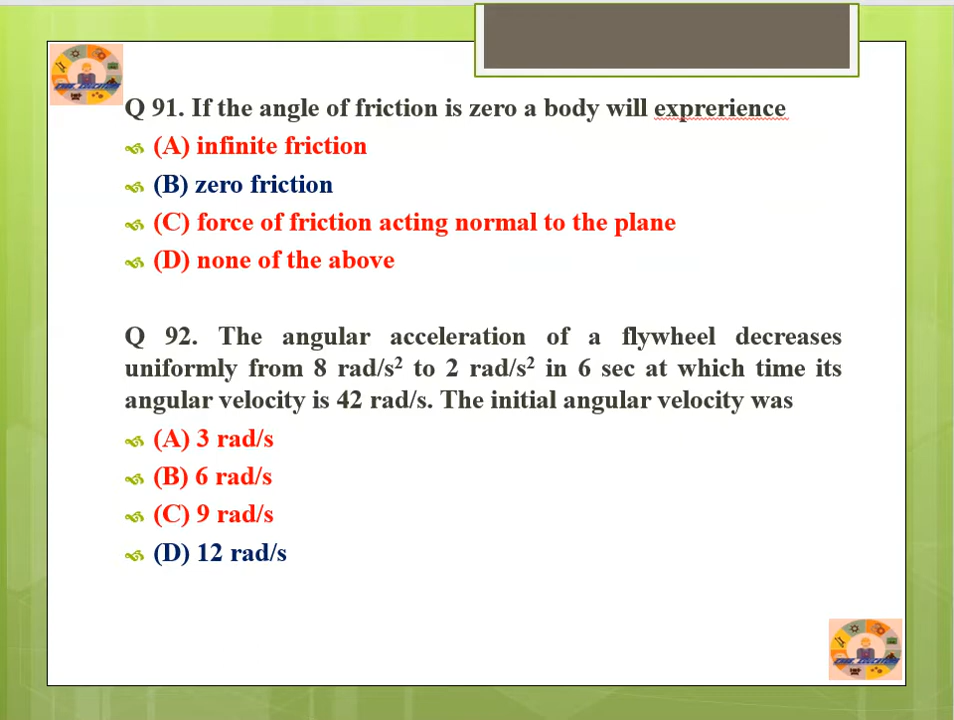 Q 91. If the angle of friction is zero a body will exprerience
(A) infinite friction
(B) zero friction
(C) force of friction acting normal to the plane
(D) none of the above
Q 92. The angular acceleration of a flywheel decreases
uniformly from 8 rad/s² to 2 rad/s² in 6 sec at which time its
angular velocity is 42 rad/s. The initial angular velocity was
(A) 3 rad/s
(B) 6 rad/s
(C) 9 rad/s
(D) 12 rad/s